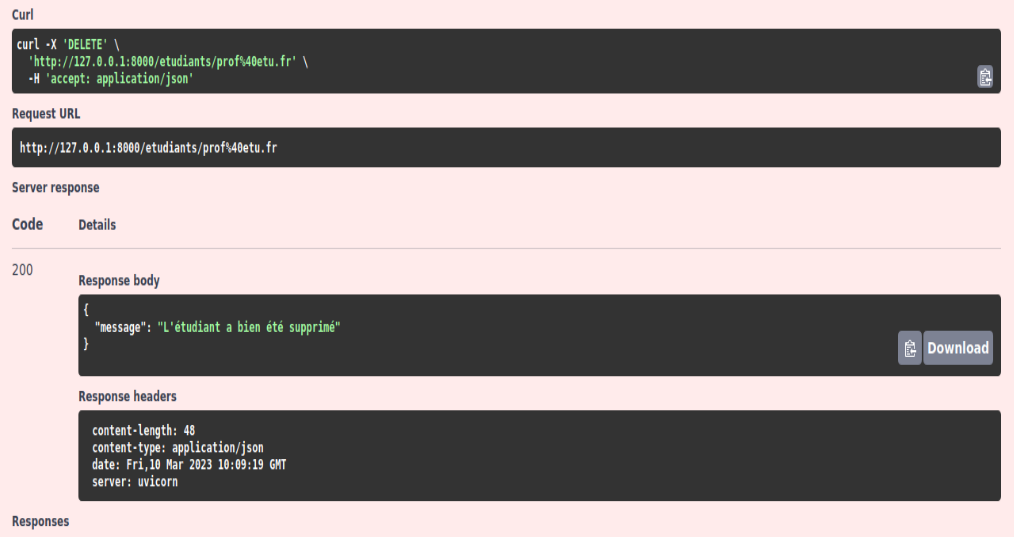 Curl
curl -X 'DELETE' \
'http://127.0.0.1:8000/etudiants/prof%40etu.fr' \
-H 'accept: application/json'
Request URL
http://127.0.0.1:8000/etudiants/prof%40etu.fr
Server response
Code Details
200
Response body
{
"message": "L'étudiant a bien été supprimé"
}
Download
Response headers
content-length: 48
content-type: application/json
date: Fri,10 Mar 2023 10:09:19 GMT
server: uvicorn
Responses